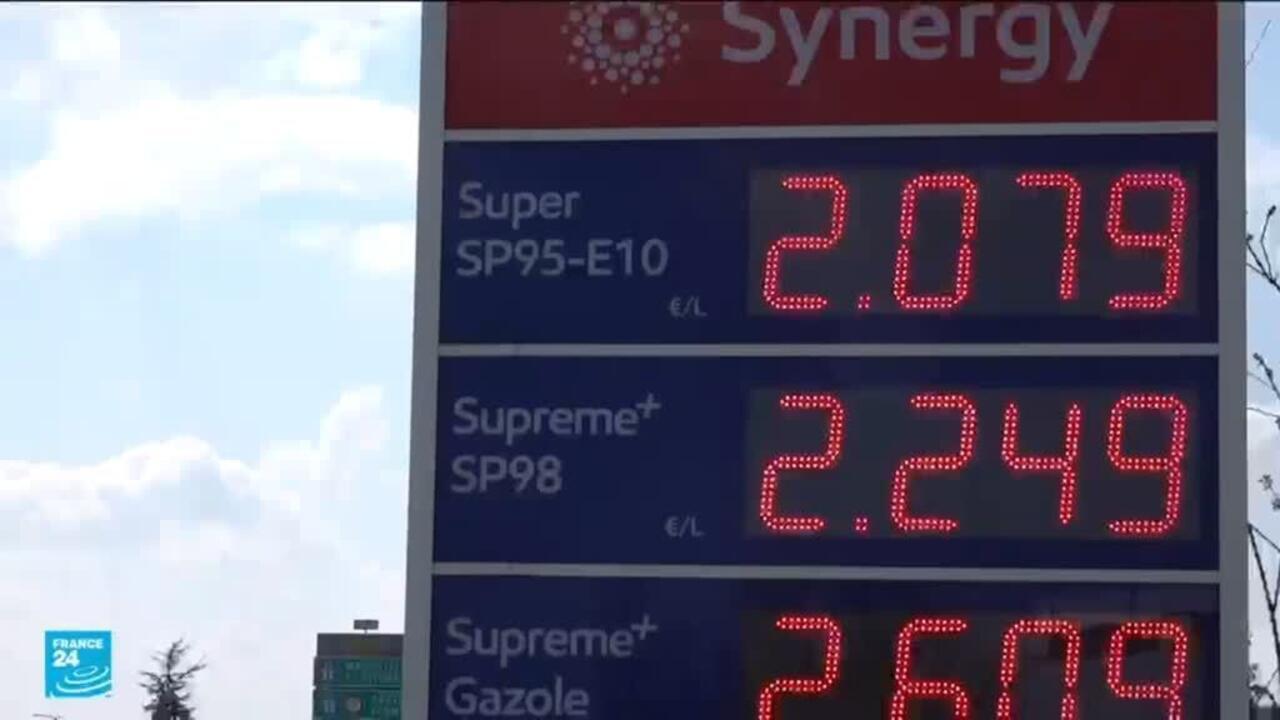 Synergy
Super
SP95-E10
€/L
2.079
Supreme+
SP98
€/L
2.249
Supreme+
Gazole
2.609
FRANCE
24